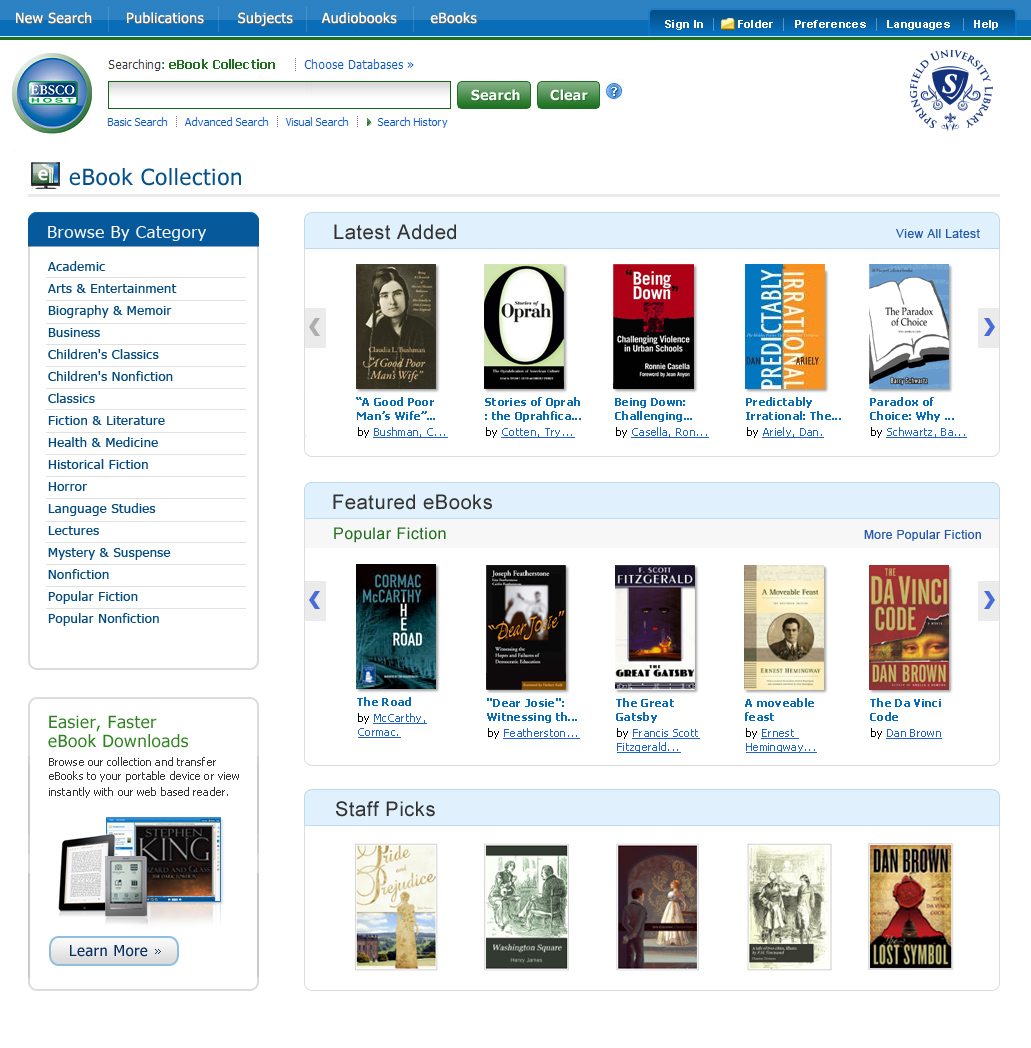 New Search Publications Subjects Audiobooks eBooks
Sign In Folder Preferences Languages Help
Searching: eBook Collection Choose Databases »
EBSCO
HOST
Search Clear ?
Basic Search Advanced Search Visual Search Search History
SPRINGFIELD UNIVERSITY LIBRARY
S
eBook Collection
Browse By Category
Academic
Arts & Entertainment
Biography & Memoir
Business
Children's Classics
Children's Nonfiction
Classics
Fiction & Literature
Health & Medicine
Historical Fiction
Horror
Language Studies
Lectures
Mystery & Suspense
Nonfiction
Popular Fiction
Popular Nonfiction
Easier, Faster
eBook Downloads
Browse our collection and transfer
eBooks to your portable device or view
instantly with our web based reader.
STEPHEN
KING
WIZARD AND GLASS
Learn More »
Latest Added
View All Latest
Claudia L. Bushman
"A Good Poor
Man's Wife"
Stories of
Oprah
The Oprahfication of American Culture
"Being
Down"
Challenging Violence
in Urban Schools
Ronnie Casella
Foreword by Jean Anyon
PREDICTABLY
IRRATIONAL
DAN ARIELY
The Paradox
of Choice
Barry Schwartz
“A Good Poor
Man’s Wife”...
by Bushman, C...
Stories of Oprah
: the Oprahfica...
by Cotten, Try...
Being Down:
Challenging...
by Casella, Ron...
Predictably
Irrational: The...
by Ariely, Dan.
Paradox of
Choice: Why ...
by Schwartz, Ba...
Featured eBooks
Popular Fiction
More Popular Fiction
CORMAC
McCARTHY
THE
ROAD
Joseph Featherstone
"Dear Josie"
Witnessing the
Hopes and Failures of
Democratic Education
F. SCOTT
FITZGERALD
THE
GREAT GATSBY
A Moveable Feast
ERNEST HEMINGWAY
THE
DA VINCI
CODE
A NOVEL
DAN BROWN
The Road
by McCarthy,
Cormac.
"Dear Josie":
Witnessing th...
by Featherston...
The Great
Gatsby
by Francis Scott
Fitzgerald...
A moveable
feast
by Ernest
Hemingway...
The Da Vinci
Code
by Dan Brown
Staff Picks
Pride
and
Prejudice
Washington Square
Henry James
DAN BROWN
THE
LOST SYMBOL